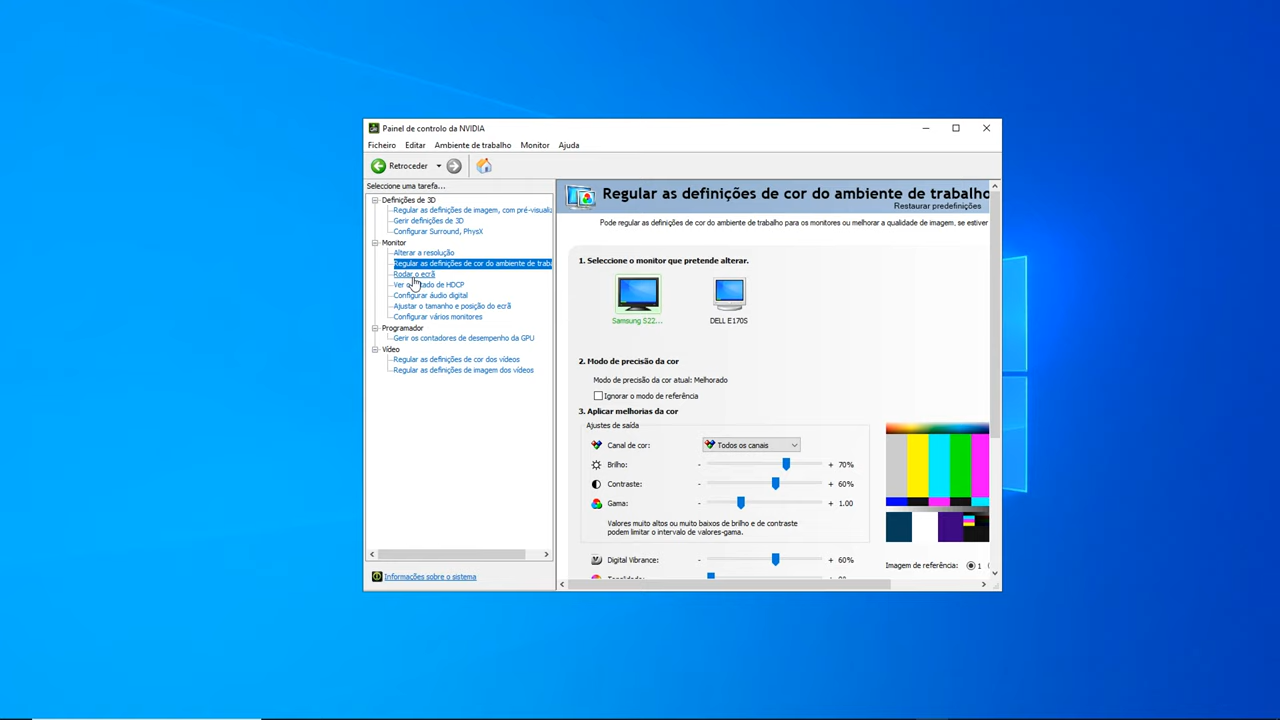 Painel de controlo da NVIDIA
Ficheiro Editar Ambiente de trabalho Monitor Ajuda
Retroceder
Seleccione uma tarefa...
Definições de 3D
Regular as definições de imagem, com pré-visualiz
Gerir definições de 3D
Configurar Surround, PhysX
Monitor
Alterar a resolução
Regular as definições de cor do ambiente de traba
Rodar o ecrã
Ver o estado de HDCP
Configurar áudio digital
Ajustar o tamanho e posição do ecrã
Configurar vários monitores
Programador
Gerir os contadores de desempenho da GPU
Vídeo
Regular as definições de cor dos vídeos
Regular as definições de imagem dos vídeos
Informações sobre o sistema
Regular as definições de cor do ambiente de trabalho
Restaurar predefinições
Pode regular as definições de cor do ambiente de trabalho para os monitores ou melhorar a qualidade de imagem, se estiver
1. Seleccione o monitor que pretende alterar.
Samsung S22...
DELL E170S
2. Modo de precisão da cor
Modo de precisão da cor atual: Melhorado
Ignorar o modo de referência
3. Aplicar melhorias da cor
Ajustes de saída
Canal de cor: Todos os canais
Brilho: - + 70%
Contraste: - + 60%
Gama: - + 1.00
Valores muito altos ou muito baixos de brilho e de contraste
podem limitar o intervalo de valores-gama.
Digital Vibrance: - + 60%
Imagem de referência: 1